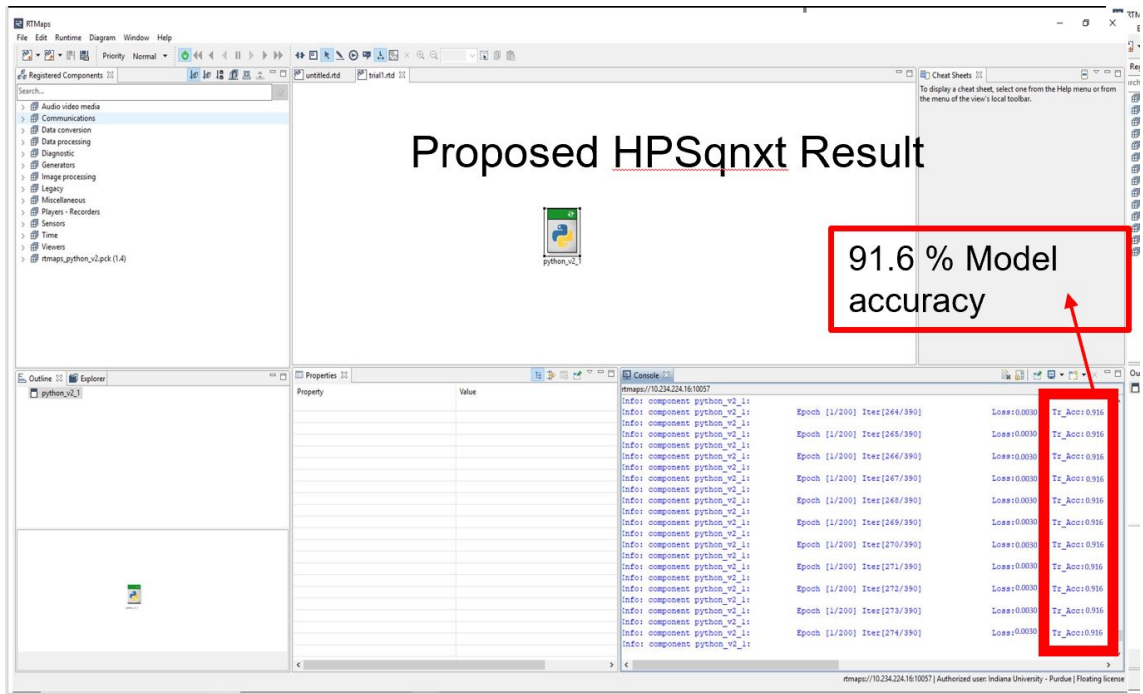 RTMaps
File Edit Runtime Diagram Window Help
Priority Normal
Registered Components
untitled.rtd
trial1.rtd
Cheat Sheets
Search...
To display a cheat sheet, select one from the Help menu or from
the menu of the view's local toolbar.
Audio video media
Communications
Data conversion
Data processing
Diagnostic
Generators
Image processing
Legacy
Miscellaneous
Players - Recorders
Sensors
Time
Viewers
rtmaps_python_v2.pck (1.4)
Proposed HPSqnxt Result
python_v2_1
91.6 % Model
accuracy
Outline
Explorer
python_v2_1
Properties
Property Value
Console
rtmaps://10.234.224.16:10057
Info: component python_v2_1:
Info: component python_v2_1: Epoch [1/200] Iter[264/390] Loss:0.0030 Tr_Acc:0.916
Info: component python_v2_1:
Info: component python_v2_1: Epoch [1/200] Iter[265/390] Loss:0.0030 Tr_Acc:0.916
Info: component python_v2_1:
Info: component python_v2_1: Epoch [1/200] Iter[266/390] Loss:0.0030 Tr_Acc:0.916
Info: component python_v2_1:
Info: component python_v2_1: Epoch [1/200] Iter[267/390] Loss:0.0030 Tr_Acc:0.916
Info: component python_v2_1:
Info: component python_v2_1: Epoch [1/200] Iter[268/390] Loss:0.0030 Tr_Acc:0.916
Info: component python_v2_1:
Info: component python_v2_1: Epoch [1/200] Iter[269/390] Loss:0.0030 Tr_Acc:0.916
Info: component python_v2_1:
Info: component python_v2_1: Epoch [1/200] Iter[270/390] Loss:0.0030 Tr_Acc:0.916
Info: component python_v2_1:
Info: component python_v2_1: Epoch [1/200] Iter[271/390] Loss:0.0030 Tr_Acc:0.916
Info: component python_v2_1:
Info: component python_v2_1: Epoch [1/200] Iter[272/390] Loss:0.0030 Tr_Acc:0.916
Info: component python_v2_1:
Info: component python_v2_1: Epoch [1/200] Iter[273/390] Loss:0.0030 Tr_Acc:0.916
Info: component python_v2_1:
Info: component python_v2_1: Epoch [1/200] Iter[274/390] Loss:0.0030 Tr_Acc:0.916
Info: component python_v2_1:
rtmaps://10.234.224.16:10057 | Authorized user: Indiana University - Purdue | Floating license